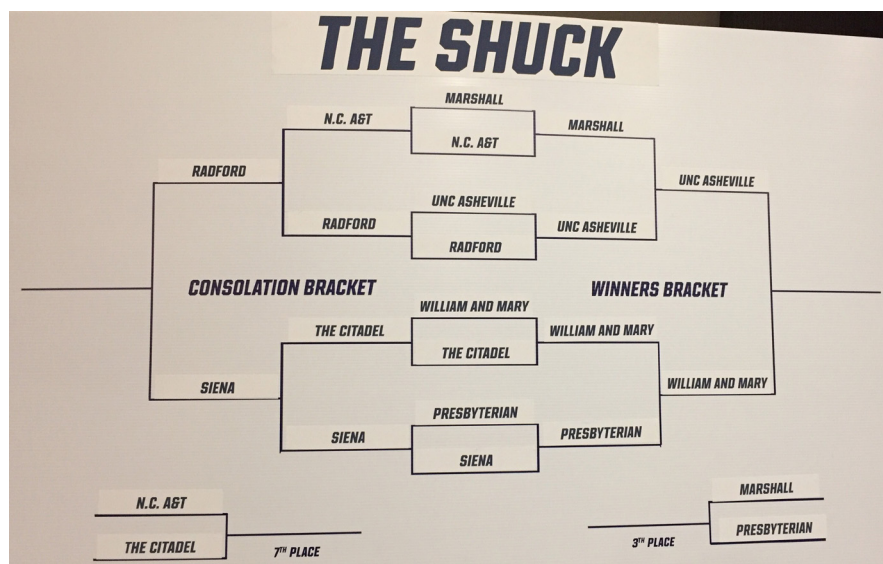 THE SHUCK
MARSHALL
N.C. A&T
MARSHALL
N.C. A&T
RADFORD
UNC ASHEVILLE
UNC ASHEVILLE
RADFORD
UNC ASHEVILLE
RADFORD
CONSOLATION BRACKET
WINNERS BRACKET
WILLIAM AND MARY
THE CITADEL
WILLIAM AND MARY
THE CITADEL
SIENA
WILLIAM AND MARY
PRESBYTERIAN
SIENA
PRESBYTERIAN
SIENA
N.C. A&T
THE CITADEL
7TH PLACE
MARSHALL
PRESBYTERIAN
3TH PLACE